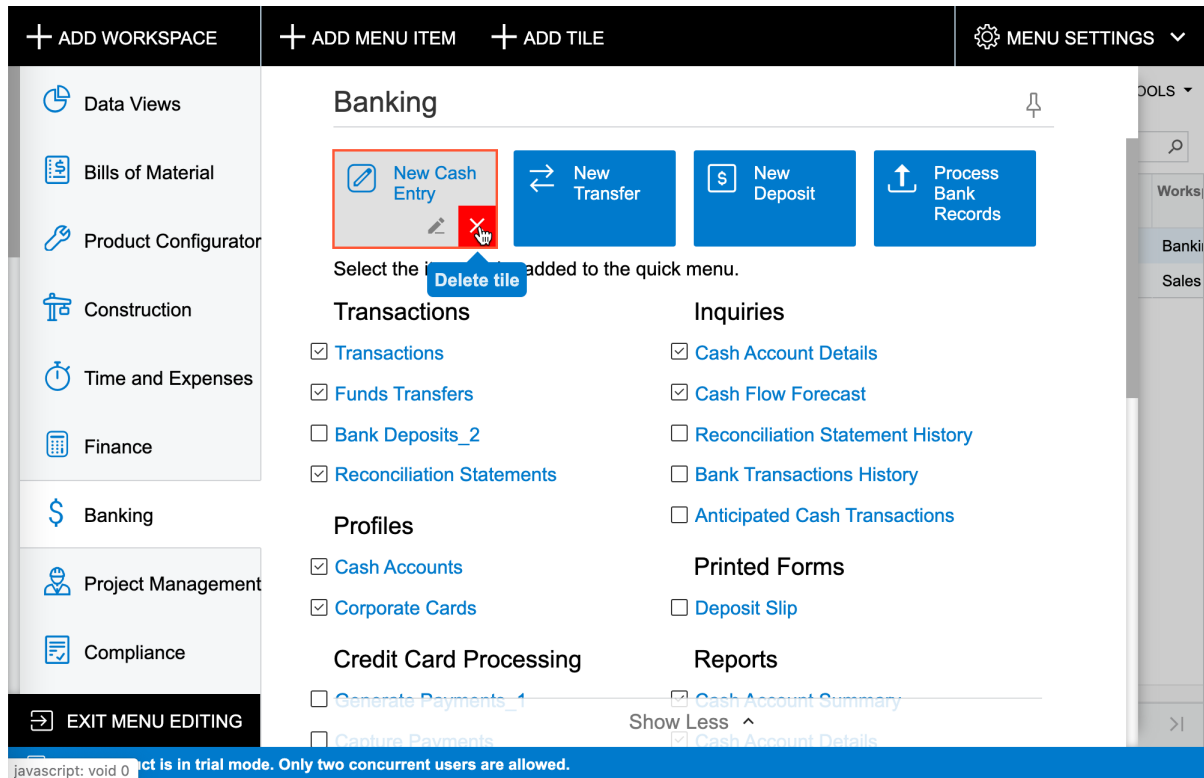 ADD WORKSPACE
ADD MENU ITEM
ADD TILE
MENU SETTINGS
Data Views
Bills of Material
Product Configurator
Construction
Time and Expenses
Finance
Banking
Project Management
Compliance
EXIT MENU EDITING
Banking
New Cash
Entry
New
Transfer
$
New
Deposit
Process
Bank
Records
Select the added to the quick menu.
Delete tile
Transactions
Transactions
Funds Transfers
Bank Deposits_2
Reconciliation Statements
Profiles
Cash Accounts
Corporate Cards
Credit Card Processing
Generate Payments_1
Capture Payments
Inquiries
Cash Account Details
Cash Flow Forecast
Reconciliation Statement History
Bank Transactions History
Anticipated Cash Transactions
Printed Forms
Deposit Slip
Reports
Cash Account Summary
Cash Account Details
Show Less
OOLS
Works
Banki
Sales
javascript: void 0
ct is in trial mode. Only two concurrent users are allowed.